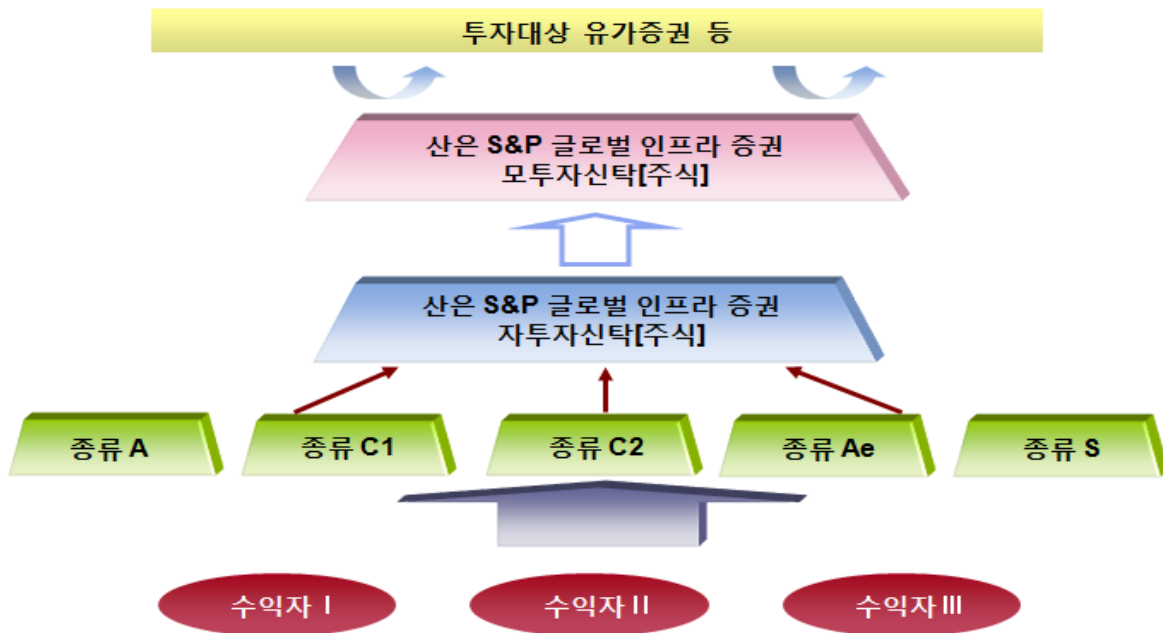 투자대상 유가증권 등
산은 S&P 글로벌 인프라 증권
모투자신탁[주식]
산은 S&P 글로벌 인프라 증권
자투자신탁[주식]
종류 A
종류 C1
종류 C2
종류 Ae
종류 S
수익자 Ⅰ
수익자 Ⅱ
수익자 Ⅲ